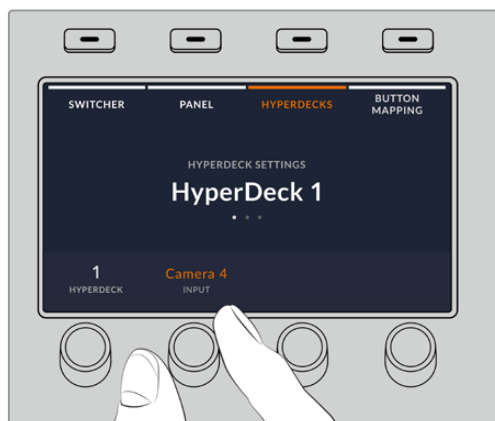 SWITCHER PANEL HYPERDECKS BUTTON MAPPING
HYPERDECK SETTINGS
HyperDeck 1
1 Camera 4
HYPERDECK INPUT